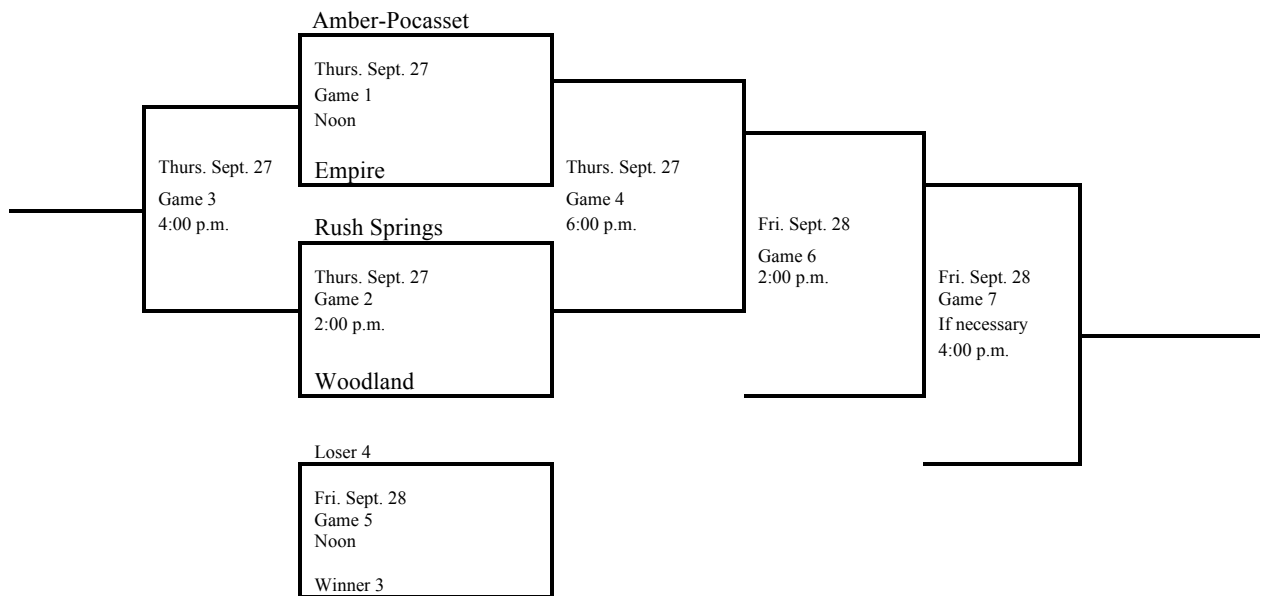 Amber-Pocasset
Thurs. Sept. 27
Game 1
Noon
Empire
Thurs. Sept. 27
Game 3
4:00 p.m.
Thurs. Sept. 27
Game 4
6:00 p.m.
Rush Springs
Thurs. Sept. 27
Game 2
2:00 p.m.
Woodland
Fri. Sept. 28
Game 6
2:00 p.m.
Fri. Sept. 28
Game 7
If necessary
4:00 p.m.
Loser 4
Fri. Sept. 28
Game 5
Noon
Winner 3